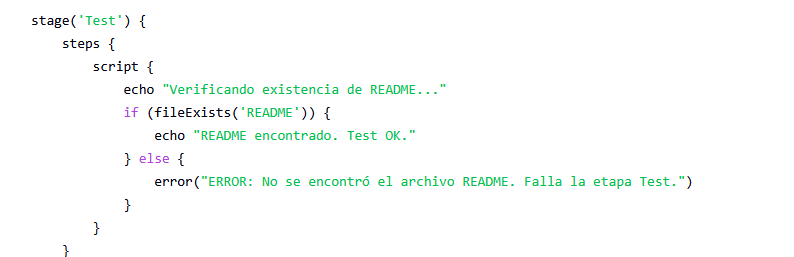 stage('Test') {
steps {
script {
echo "Verificando existencia de README..."
if (fileExists('README')) {
echo "README encontrado. Test OK."
} else {
error("ERROR: No se encontró el archivo README. Falla la etapa Test.")
}
}
}